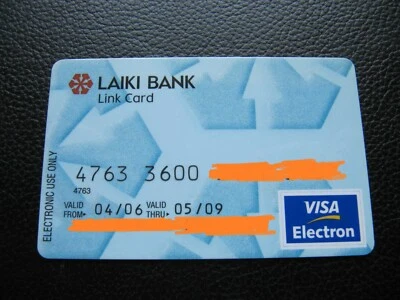 LAIKI BANK
Link Card
ELECTRONIC USE ONLY
4763 3600
4763
VALID FROM▸ 04/06 VALID THRU▸ 05/09
VISA
Electron